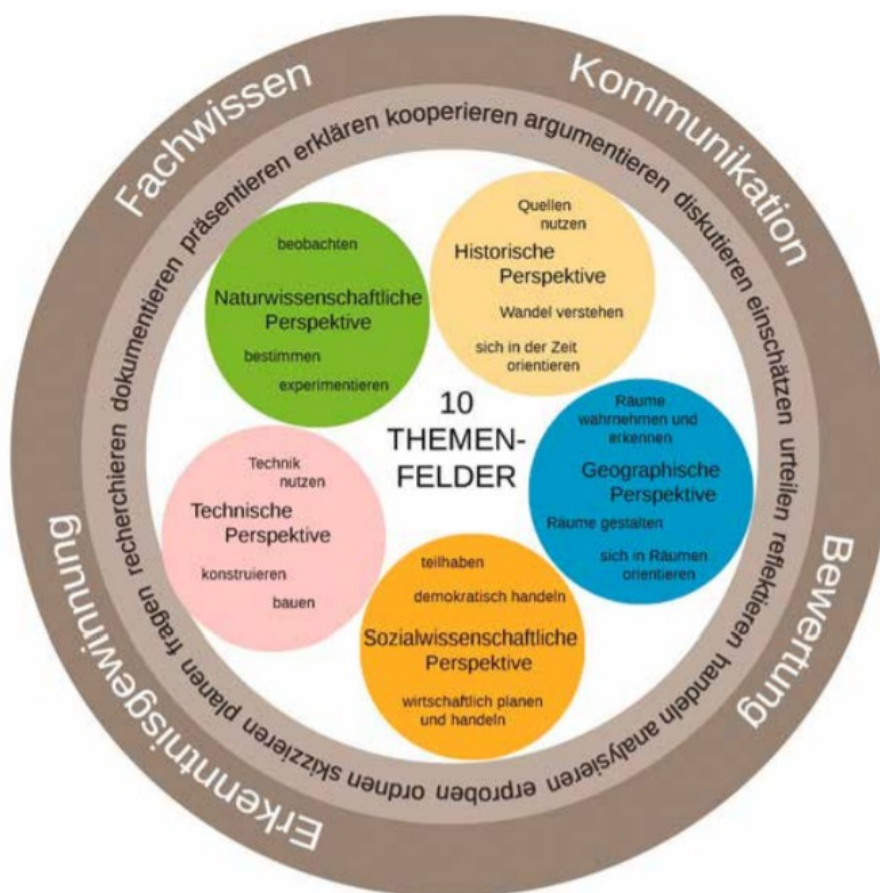 Fachwissen
Kommunikation
Bewertung
Erkenntnisgewinnung
fragen recherchieren dokumentieren präsentieren erklären kooperieren argumentieren diskutieren einschätzen urteilen reflektieren handeln analysieren erproben ordnen skizzieren planen
beobachten
Naturwissenschaftliche
Perspektive
bestimmen
experimentieren
Quellen
nutzen
Historische
Perspektive
Wandel verstehen
sich in der Zeit
orientieren
10
THEMEN-
FELDER
Räume
wahrnehmen und
erkennen
Geographische
Perspektive
Räume gestalten
sich in Räumen
orientieren
Technik
nutzen
Technische
Perspektive
konstruieren
bauen
teilhaben
demokratisch handeln
Sozialwissenschaftliche
Perspektive
wirtschaftlich planen
und handeln